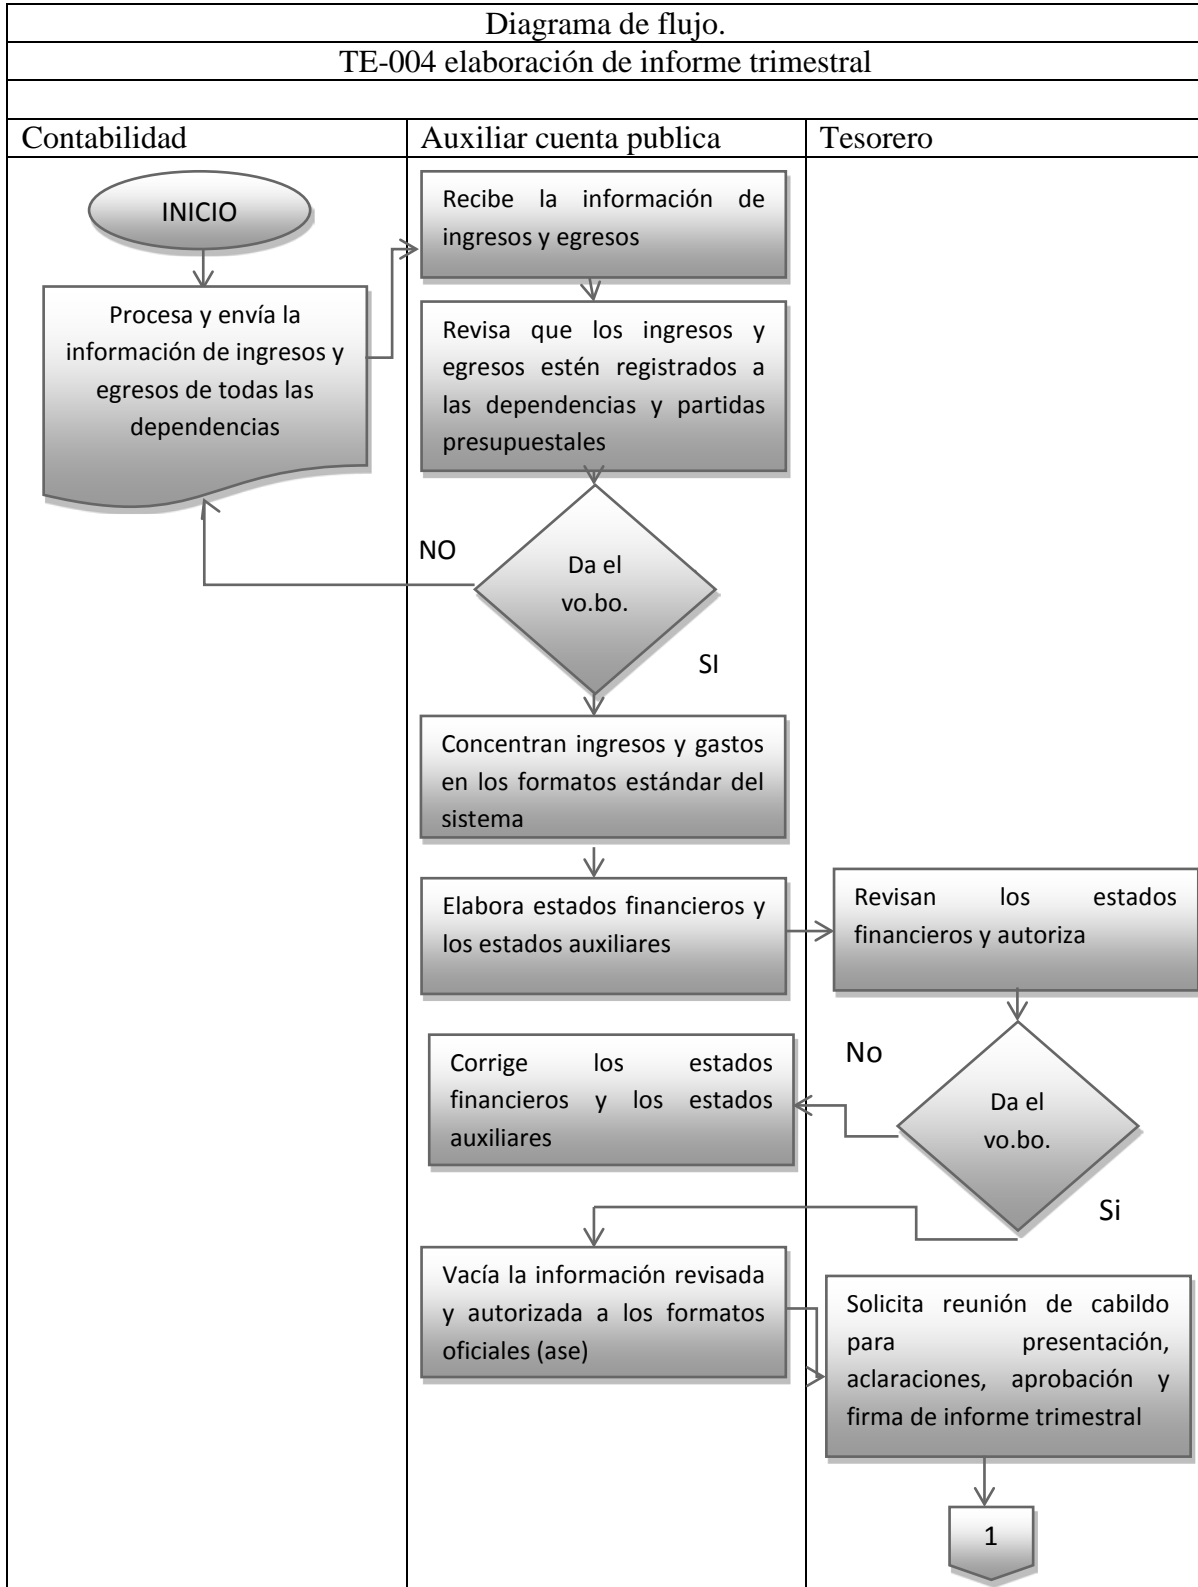 Diagrama de flujo.
TE-004 elaboración de informe trimestral
Contabilidad
Auxiliar cuenta publica
Tesorero
INICIO
Procesa y envía la
información de ingresos y
egresos de todas las
dependencias
Recibe la información de
ingresos y egresos
Revisa que los ingresos y
egresos estén registrados a
las dependencias y partidas
presupuestales
NO
Da el
vo.bo.
SI
Concentran ingresos y gastos
en los formatos estándar del
sistema
Elabora estados financieros y
los estados auxiliares
Revisan los estados
financieros y autoriza
No
Da el
vo.bo.
Si
Corrige los estados
financieros y los estados
auxiliares
Vacía la información revisada
y autorizada a los formatos
oficiales (ase)
Solicita reunión de cabildo
para presentación,
aclaraciones, aprobación y
firma de informe trimestral
1